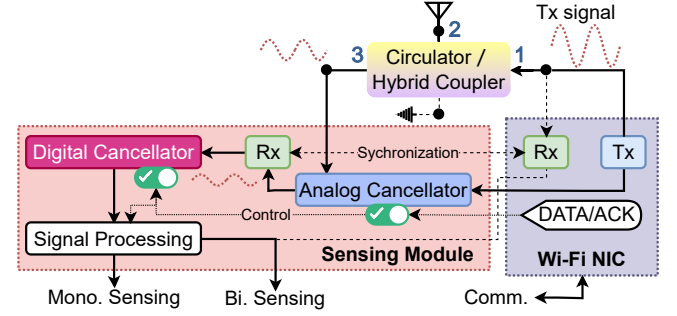 Tx signal
2
3
Circulator /
Hybrid Coupler
1
Digital Cancellator
Rx
Sychronization
Rx
Tx
Analog Cancellator
Control
DATA/ACK
Signal Processing
Sensing Module
Wi-Fi NIC
Mono. Sensing
Bi. Sensing
Comm.